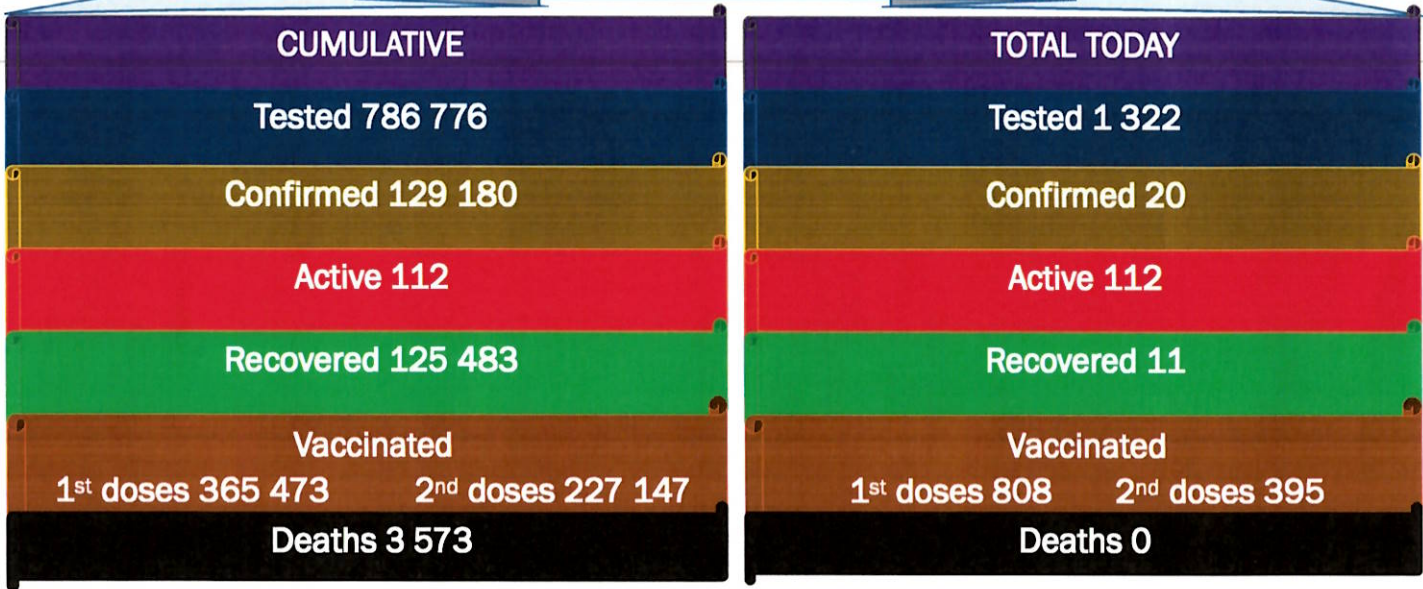 CUMULATIVE
Tested 786 776
Confirmed 129 180
Active 112
Recovered 125 483
Vaccinated
1st doses 365 473 2nd doses 227 147
Deaths 3 573
TOTAL TODAY
Tested 1 322
Confirmed 20
Active 112
Recovered 11
Vaccinated
1st doses 808 2nd doses 395
Deaths 0